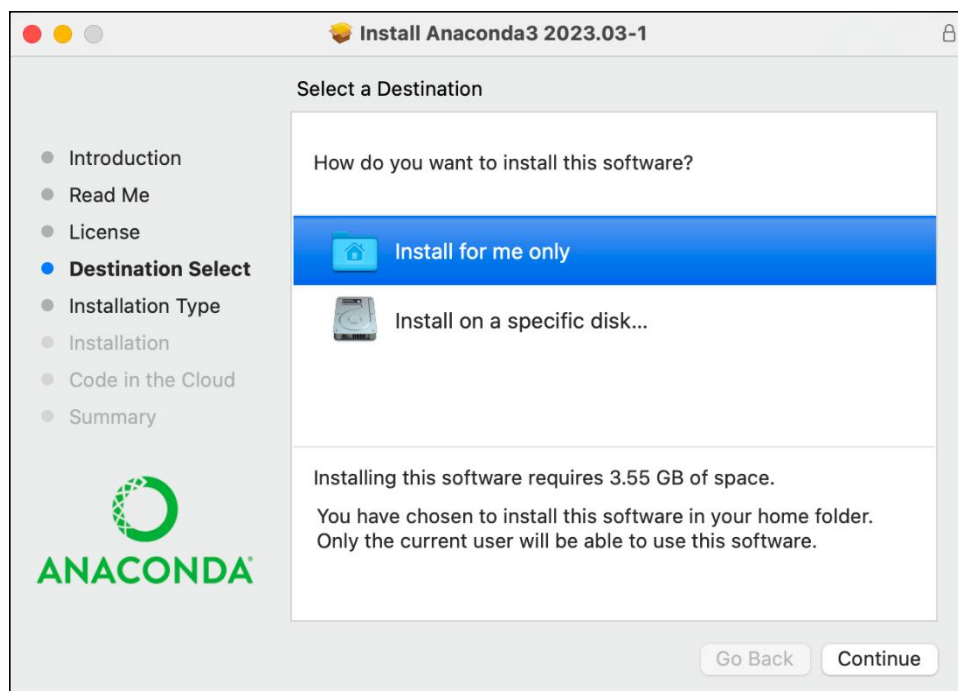 Install Anaconda3 2023.03-1
Select a Destination
Introduction
Read Me
License
Destination Select
Installation Type
Installation
Code in the Cloud
Summary
ANACONDA
How do you want to install this software?
Install for me only
Install on a specific disk...
Installing this software requires 3.55 GB of space.
You have chosen to install this software in your home folder.
Only the current user will be able to use this software.
Go Back
Continue